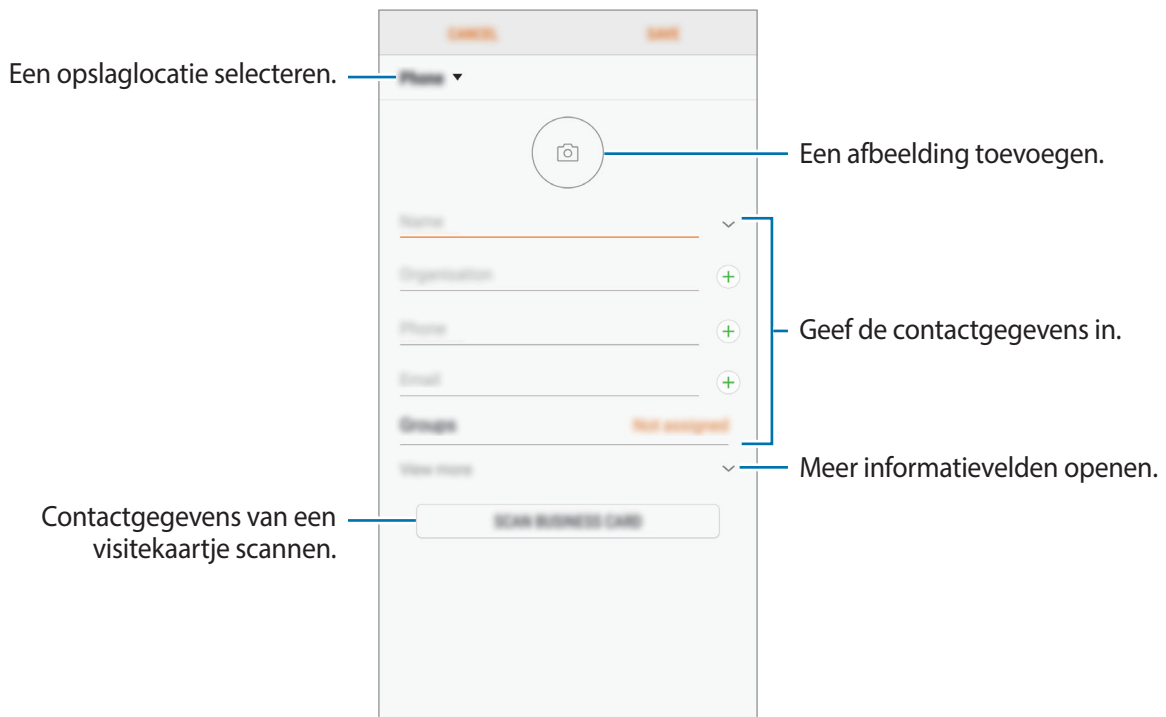 CANCEL SAVE
Een opslaglocatie selecteren.
Phone
Een afbeelding toevoegen.
Name
Organisation
Phone
Geef de contactgegevens in.
Email
Groups Not assigned
View more
Meer informatievelden openen.
Contactgegevens van een
visitekaartje scannen.
SCAN BUSINESS CARD